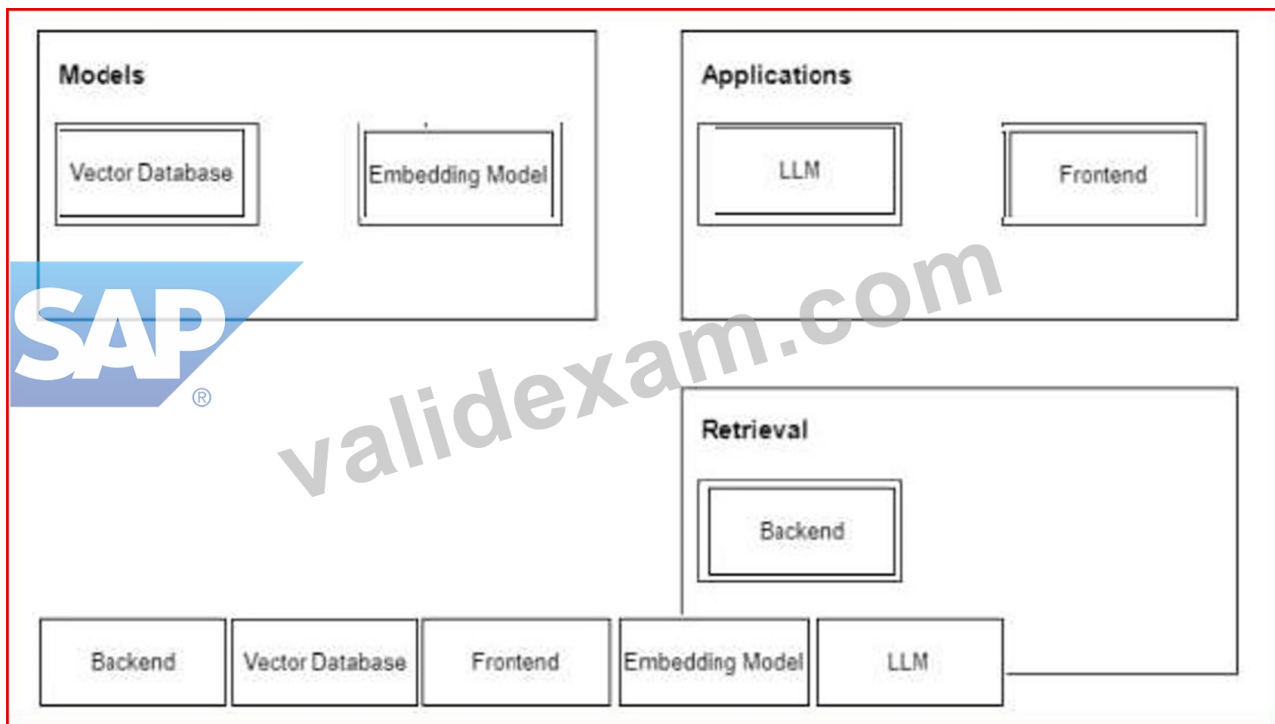 Models
Vector Database
Embedding Model
Applications
LLM
Frontend
SAP
®
validexam.com
Retrieval
Backend
Backend
Vector Database
Frontend
Embedding Model
LLM